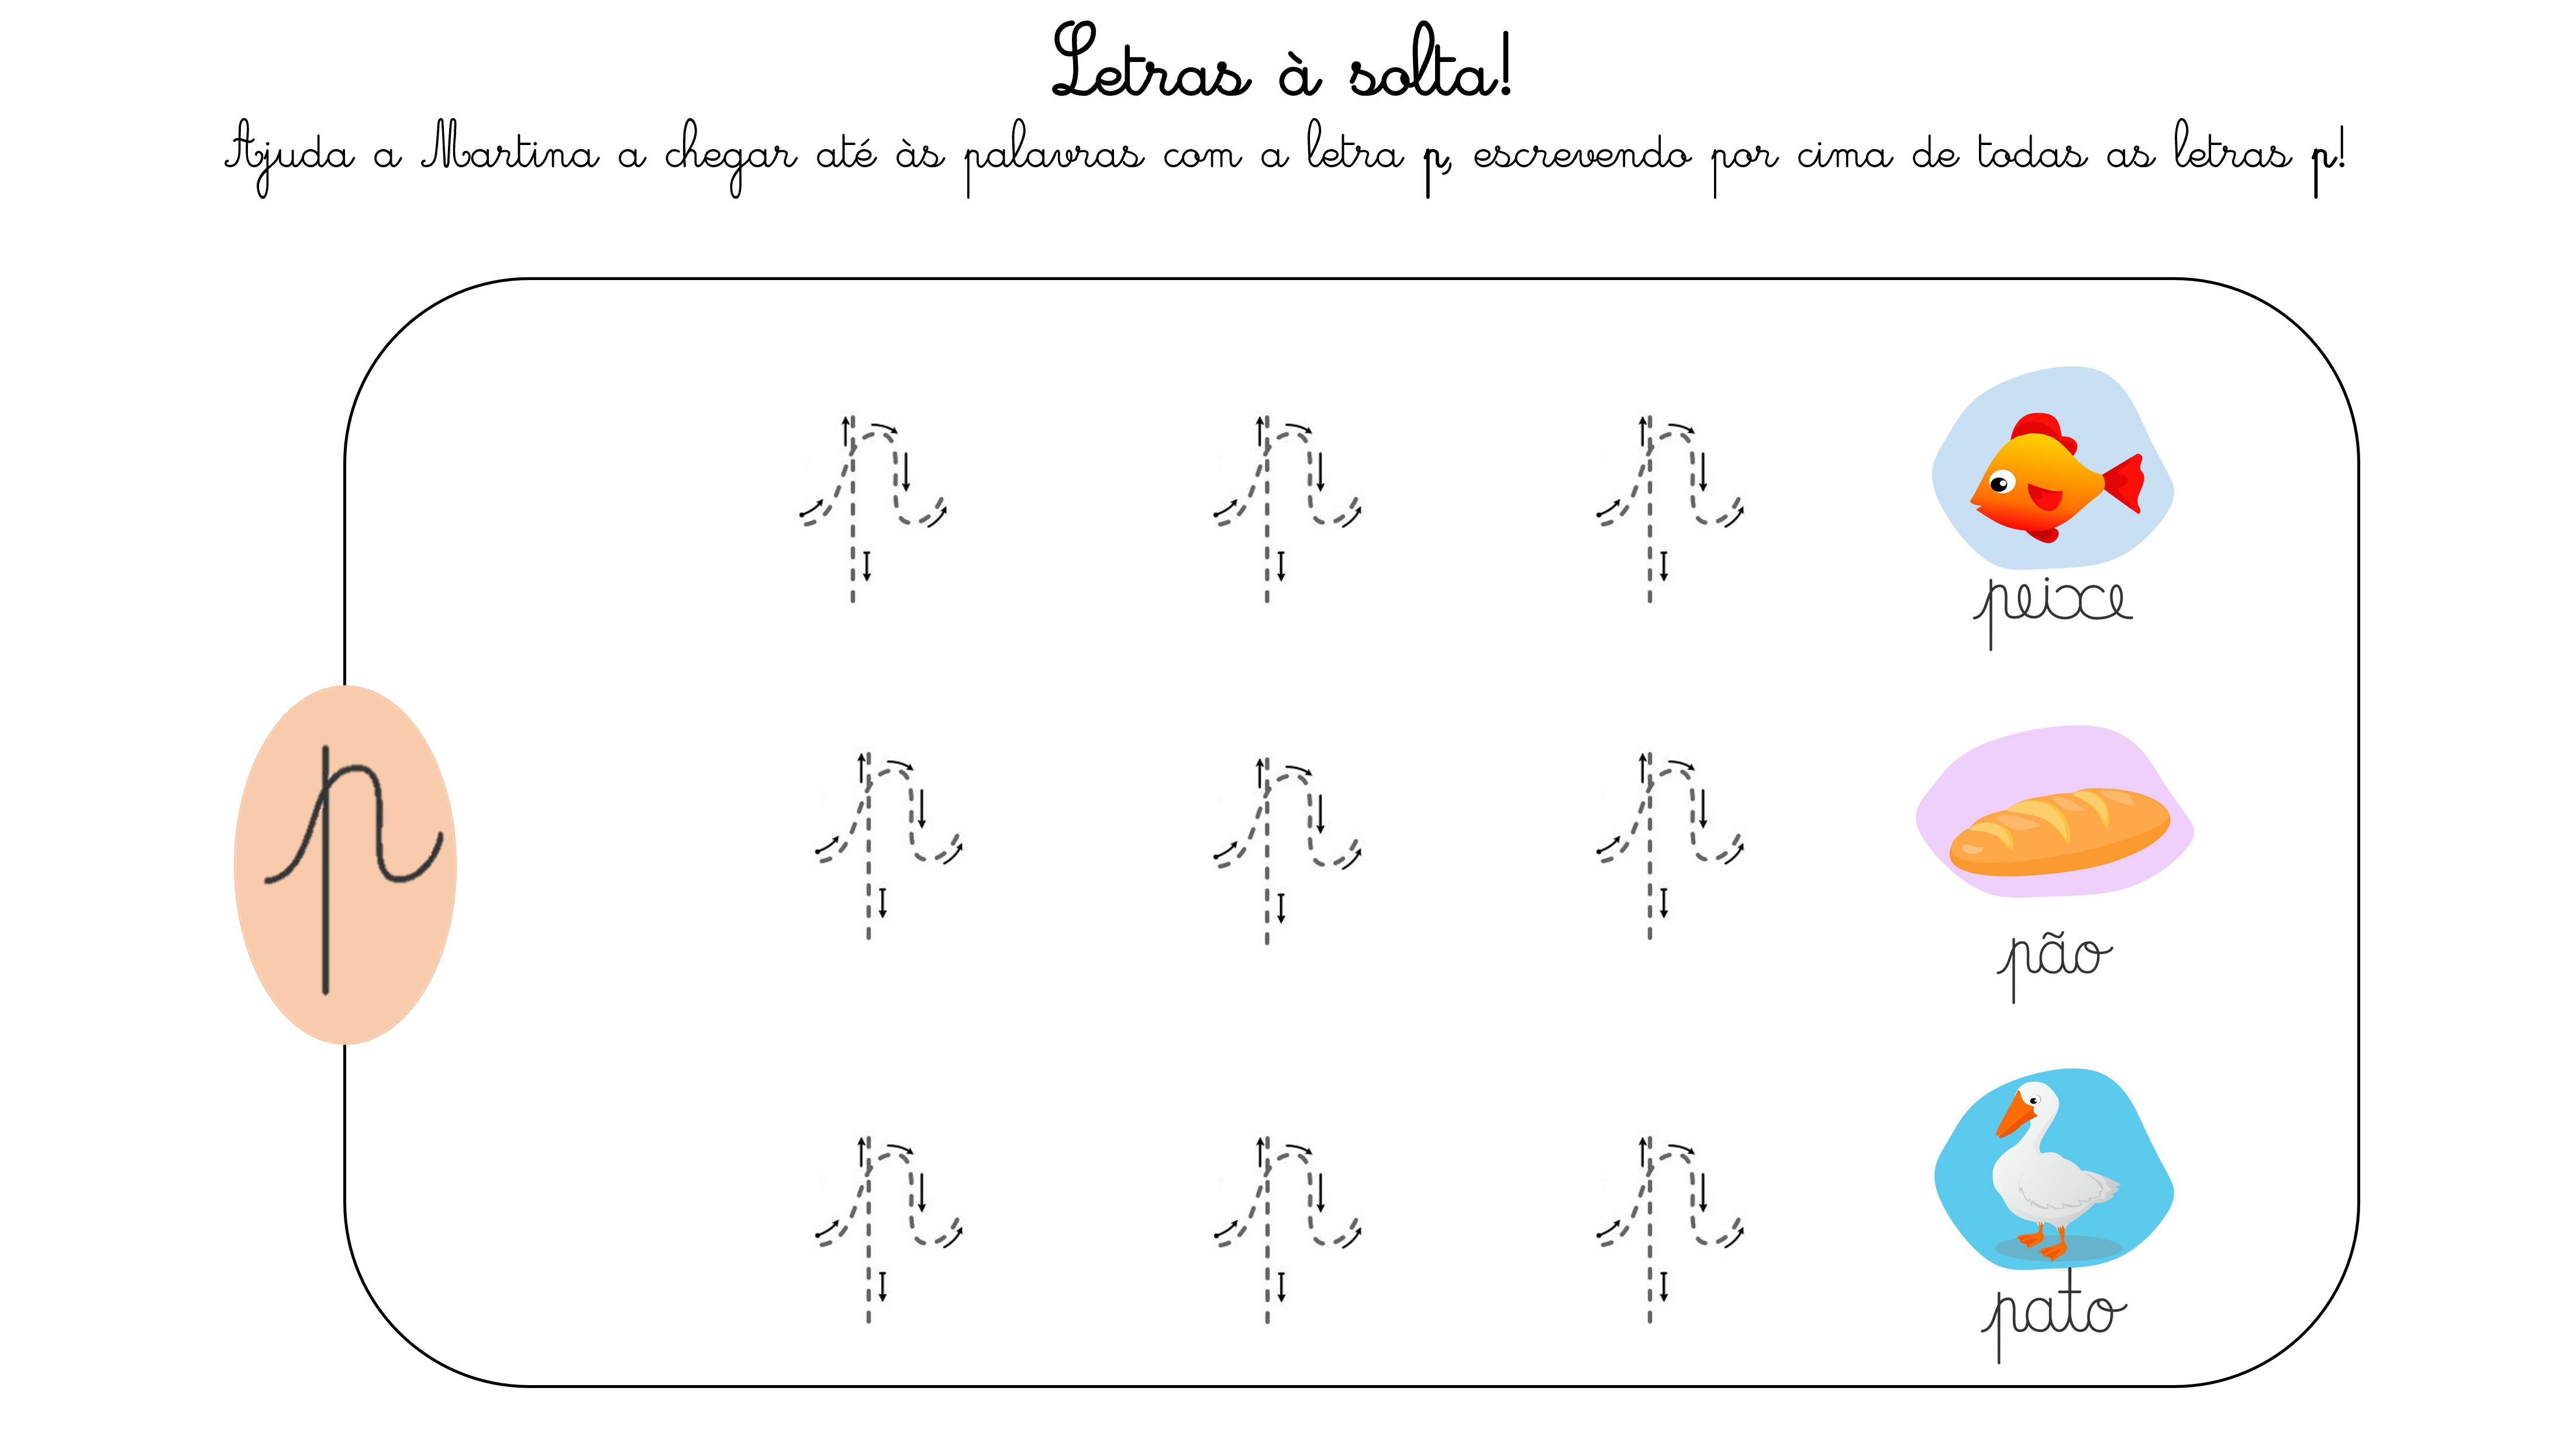 Letras à solta!
Ajuda a Martina a chegar até às palavras com a letra p, escrevendo por cima de todas as letras p!
p p p
peixe
p
p p p
pão
p p p
pato